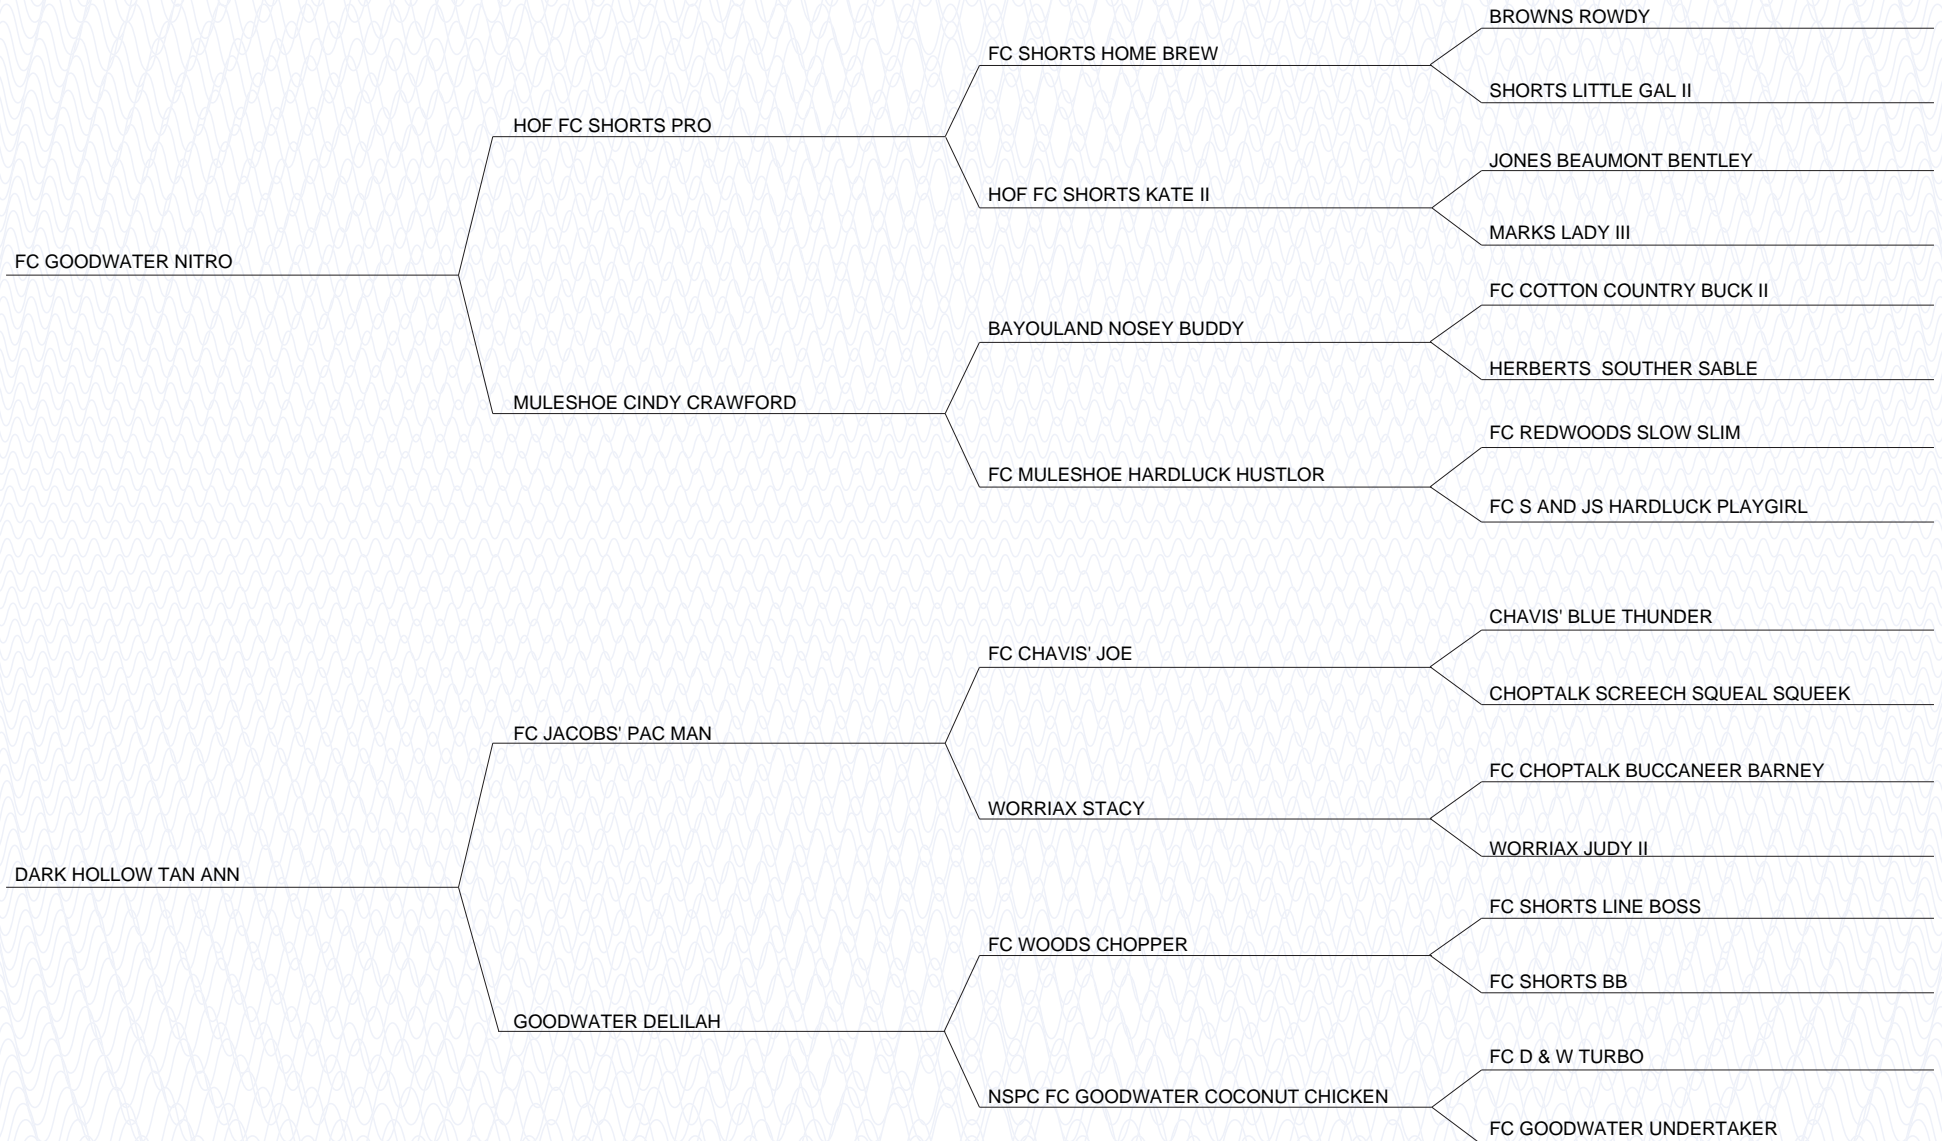 BROWNS ROWDY
FC SHORTS HOME BREW
SHORTS LITTLE GAL II
HOF FC SHORTS PRO
JONES BEAUMONT BENTLEY
HOF FC SHORTS KATE II
MARKS LADY III
FC GOODWATER NITRO
FC COTTON COUNTRY BUCK II
BAYOULAND NOSEY BUDDY
HERBERTS  SOUTHER SABLE
MULESHOE CINDY CRAWFORD
FC REDWOODS SLOW SLIM
FC MULESHOE HARDLUCK HUSTLOR
FC S AND JS HARDLUCK PLAYGIRL
CHAVIS' BLUE THUNDER
FC CHAVIS' JOE
CHOPTALK SCREECH SQUEAL SQUEEK
FC JACOBS' PAC MAN
FC CHOPTALK BUCCANEER BARNEY
WORRIAX STACY
WORRIAX JUDY II
DARK HOLLOW TAN ANN
FC SHORTS LINE BOSS
FC WOODS CHOPPER
FC SHORTS BB
GOODWATER DELILAH
FC D & W TURBO
NSPC FC GOODWATER COCONUT CHICKEN
FC GOODWATER UNDERTAKER